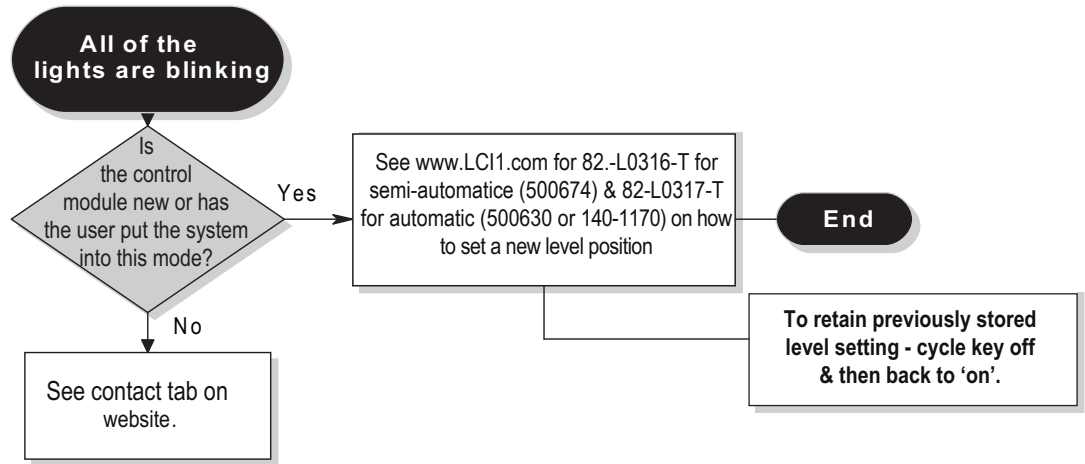 All of the
lights are blinking
Is
the control
module new or has
the user put the system
into this mode?
Yes
See www.LCI1.com for 82.-L0316-T for
semi-automatice (500674) & 82-L0317-T
for automatic (500630 or 140-1170) on how
to set a new level position
End
No
To retain previously stored
level setting - cycle key off
& then back to ‘on’.
See contact tab on
website.